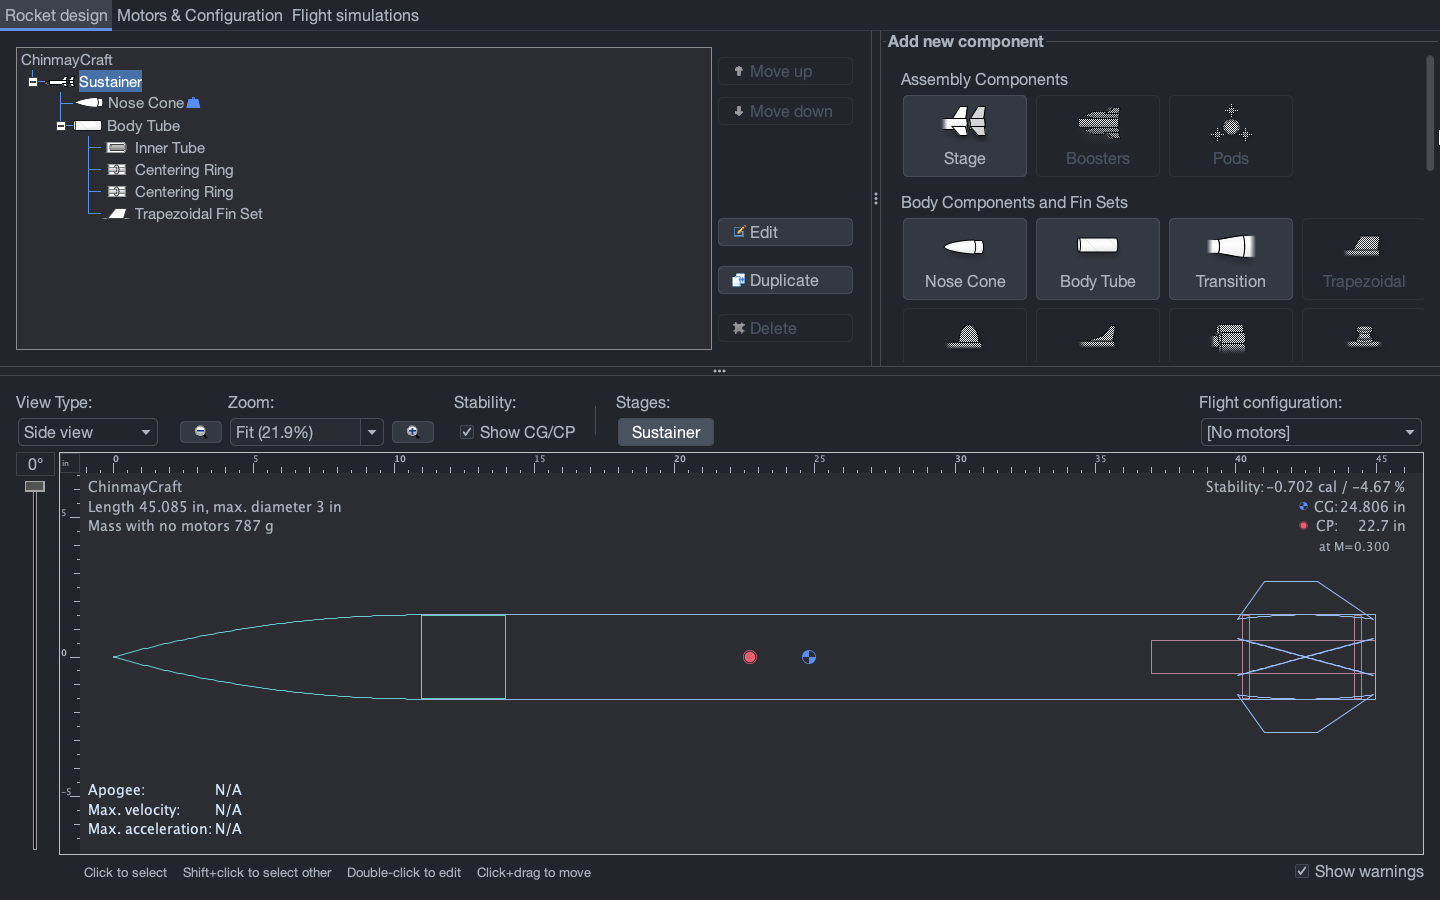 Rocket design Motors & Configuration Flight simulations
ChinmayCraft
Sustainer
Nose Cone
Body Tube
Inner Tube
Centering Ring
Centering Ring
Trapezoidal Fin Set
Move up
Move down
Edit
Duplicate
Delete
Add new component
Assembly Components
Stage Boosters Pods
Body Components and Fin Sets
Nose Cone Body Tube Transition Trapezoidal
View Type: Zoom: Stability: Stages: Flight configuration:
Side view Fit (21.9%) Show CG/CP Sustainer [No motors]
0° in 0 5 10 15 20 25 30 35 40 45
ChinmayCraft
Length 45.085 in, max. diameter 3 in
Mass with no motors 787 g
Stability: -0.702 cal / -4.67 %
CG: 24.806 in
CP: 22.7 in
at M=0.300
5
0
-5
Apogee: N/A
Max. velocity: N/A
Max. acceleration: N/A
Click to select Shift+click to select other Double-click to edit Click+drag to move Show warnings